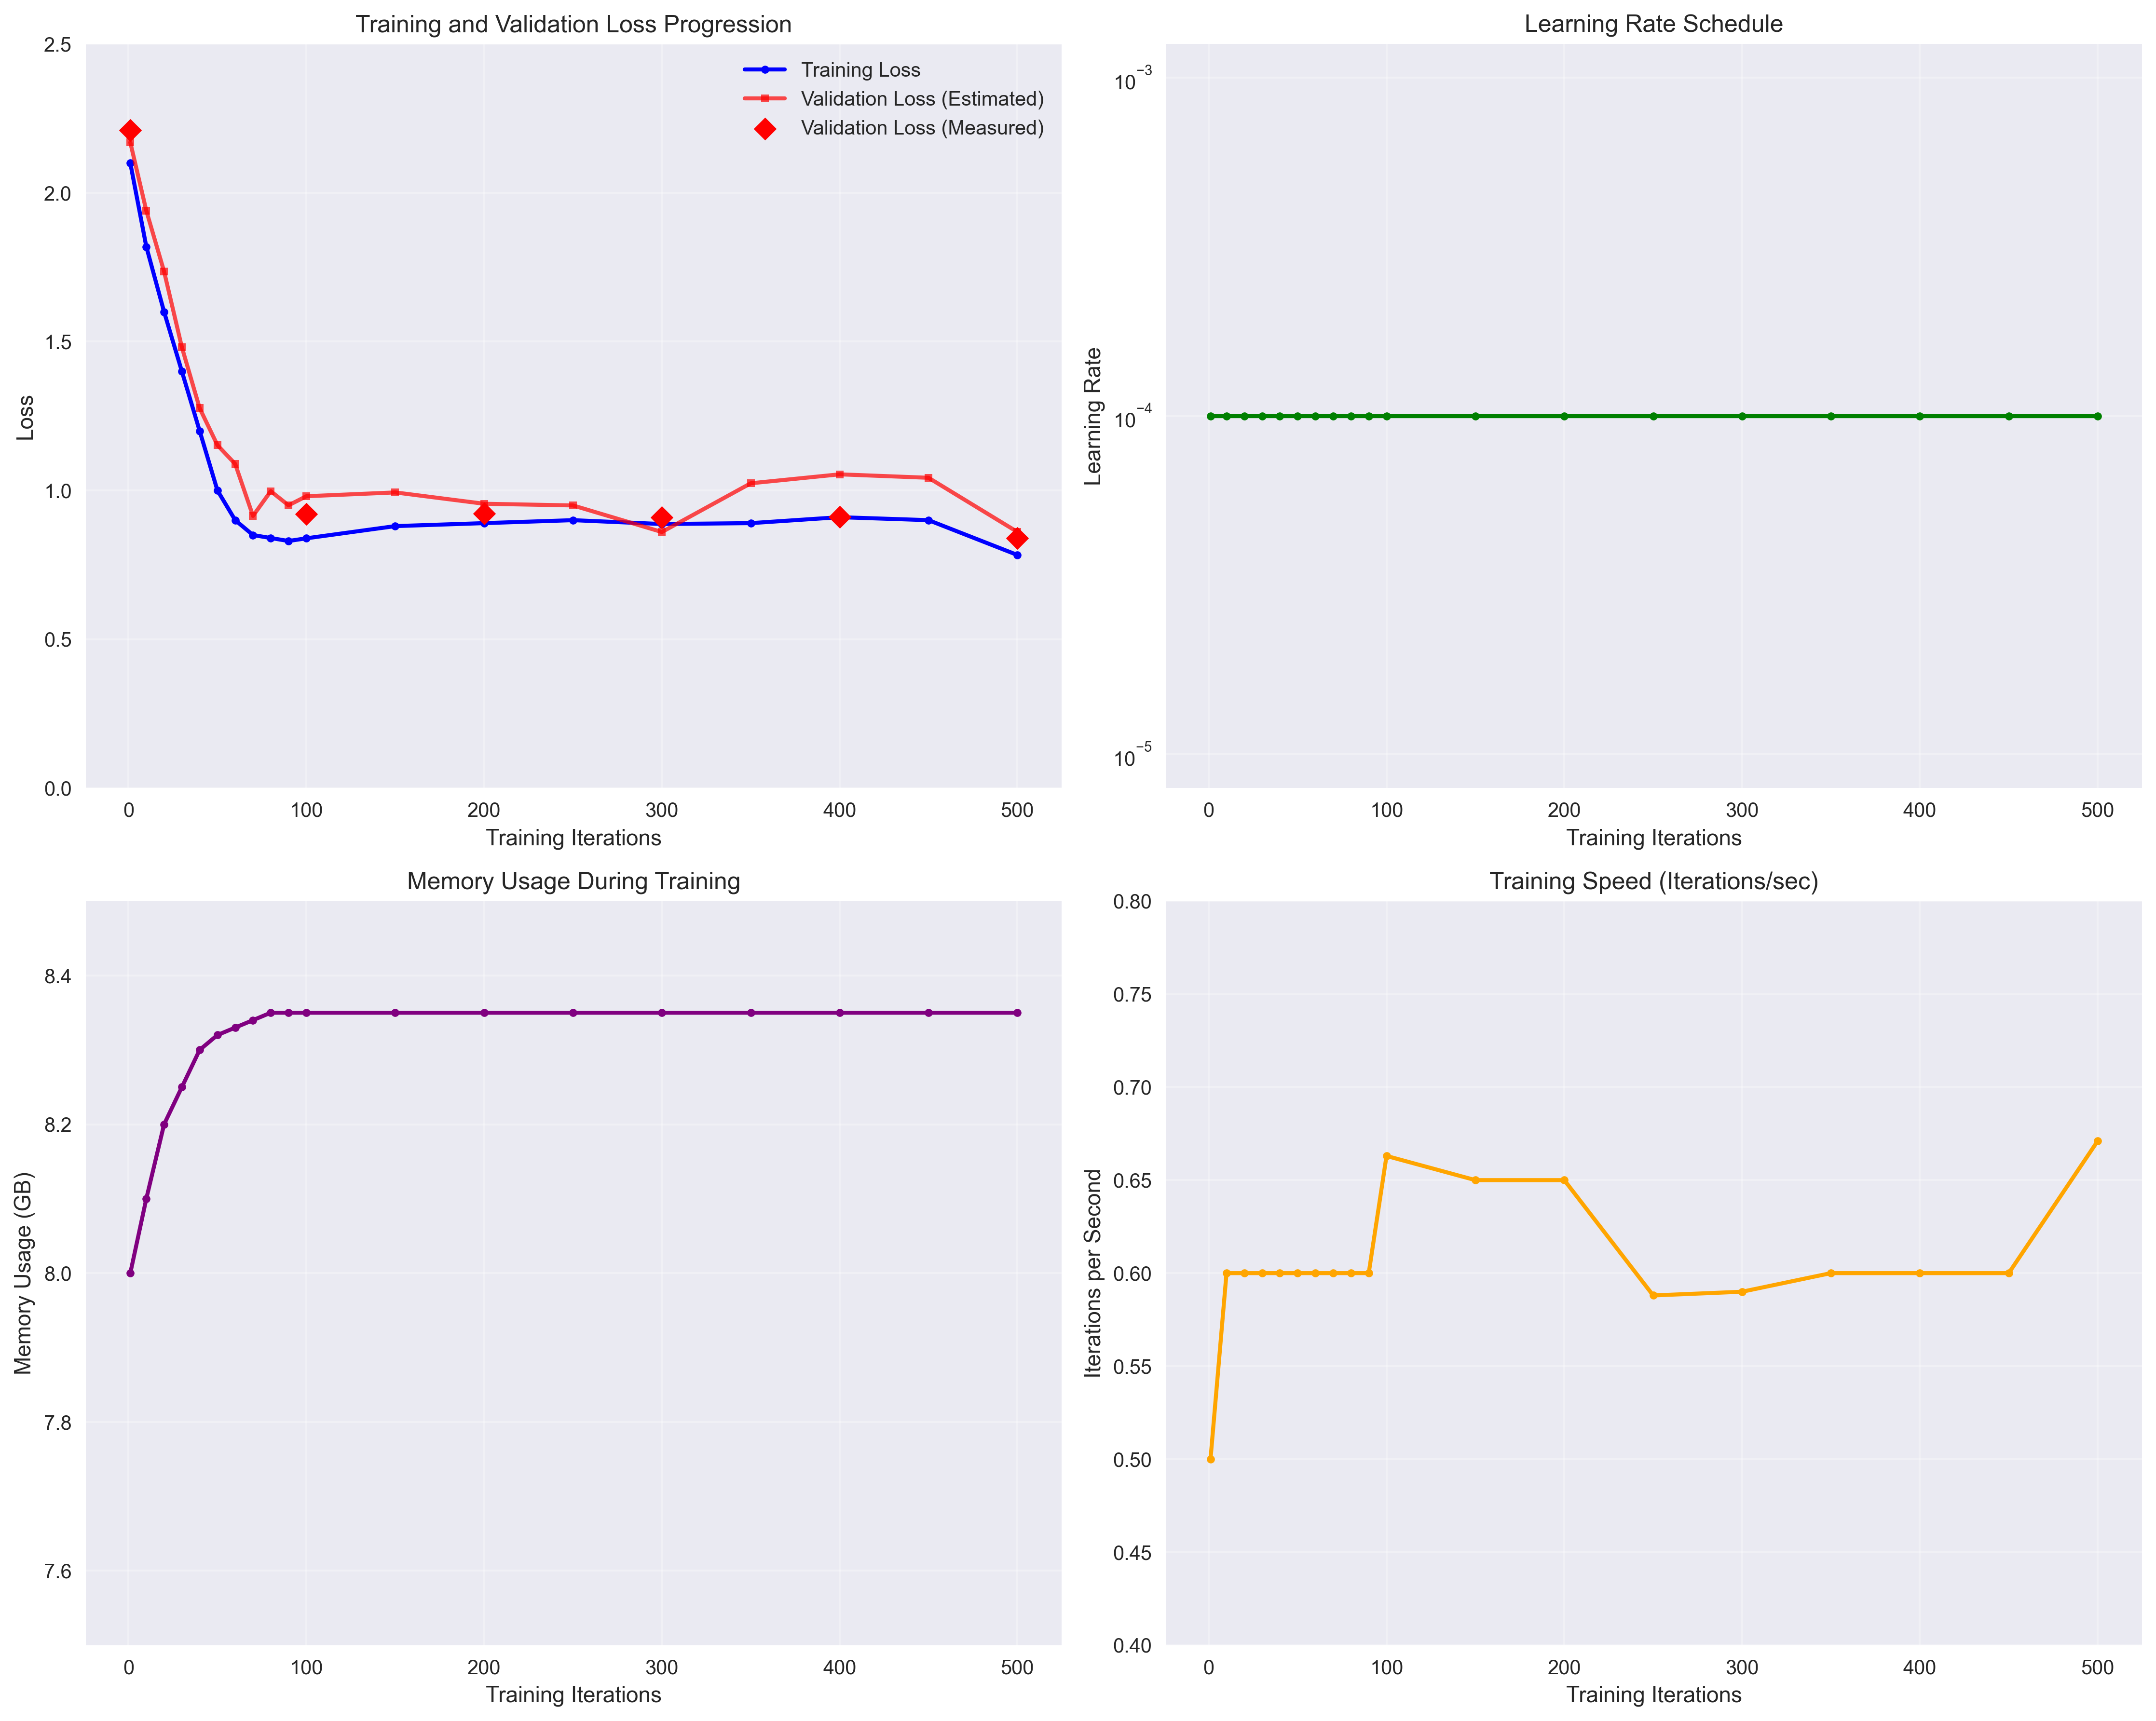 Training and Validation Loss Progression
Loss
2.5
2.0
1.5
1.0
0.5
0.0
Training Loss
Validation Loss (Estimated)
Validation Loss (Measured)
0 100 200 300 400 500
Training Iterations
Learning Rate Schedule
Learning Rate
10⁻³
10⁻⁴
10⁻⁵
0 100 200 300 400 500
Training Iterations
Memory Usage During Training
Memory Usage (GB)
8.4
8.2
8.0
7.8
7.6
0 100 200 300 400 500
Training Iterations
Training Speed (Iterations/sec)
Iterations per Second
0.80
0.75
0.70
0.65
0.60
0.55
0.50
0.45
0.40
0 100 200 300 400 500
Training Iterations